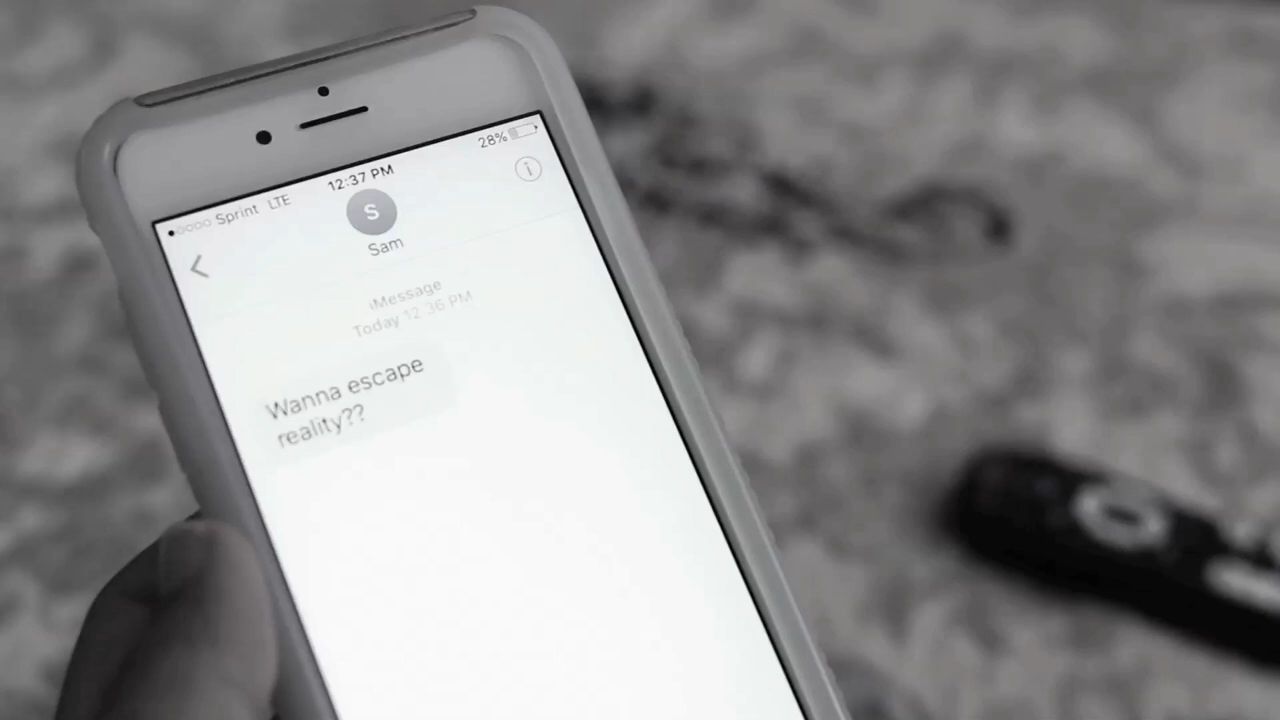 Sprint LTE 12:37 PM 28%
S
Sam
iMessage
Today 12:36 PM
Wanna escape
reality??